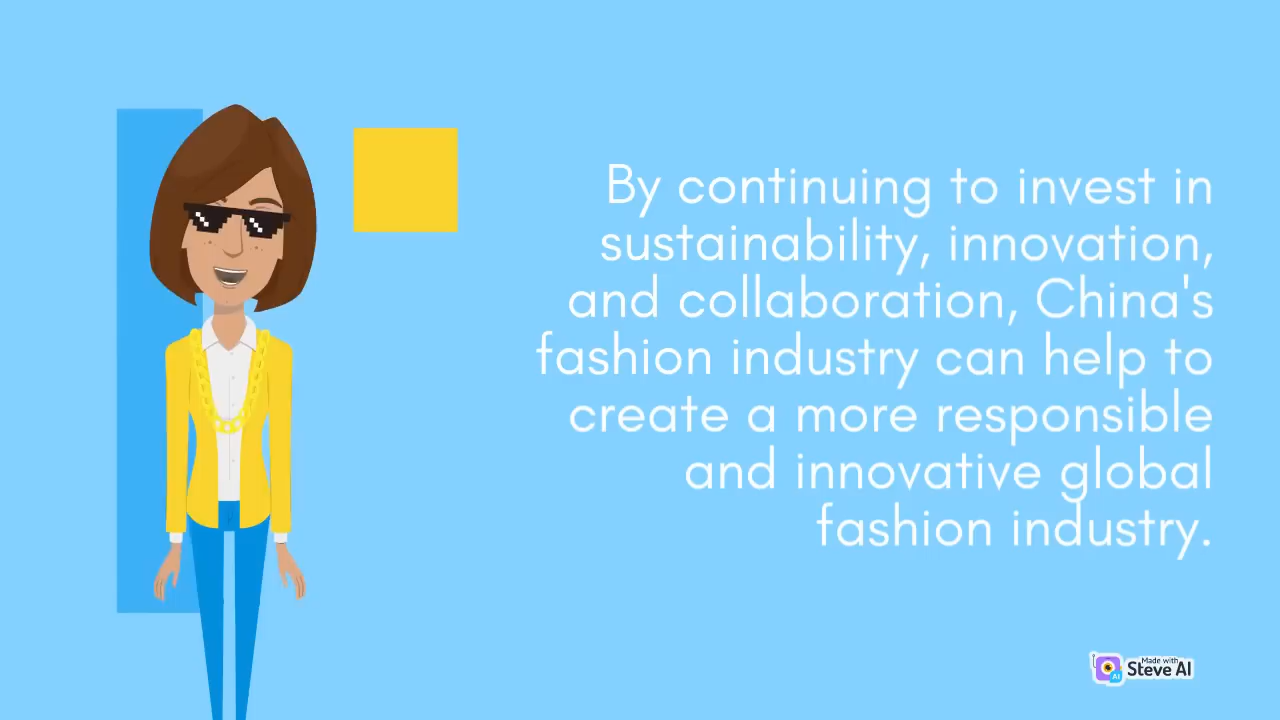 By continuing to invest in
sustainability, innovation,
and collaboration, China's
fashion industry can help to
create a more responsible
and innovative global
fashion industry.
Made with
Steve AI
AI